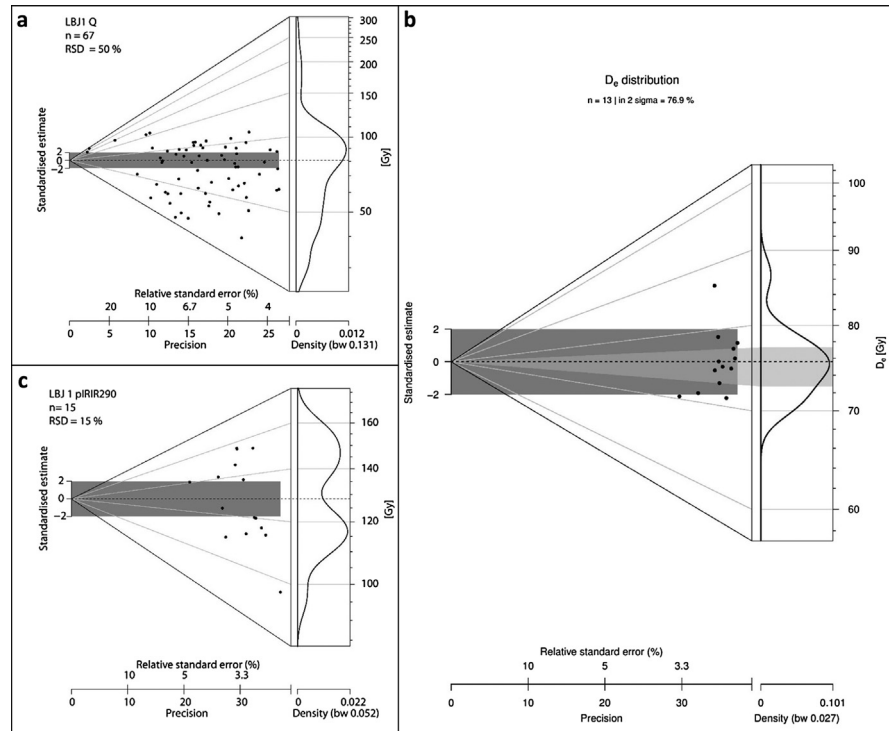 a
LBJ1 Q
n = 67
RSD = 50 %
Standardised estimate
2
0
−2
300
250
200
150
100
50
[Gy]
Relative standard error (%)
20 10 6.7 5 4
0 5 10 15 20 25
Precision
0 0.012
Density (bw 0.131)
c
LBJ 1 pIRIR290
n= 15
RSD = 15 %
Standardised estimate
2
0
−2
160
140
120
100
[Gy]
Relative standard error (%)
10 5 3.3
0 10 20 30
Precision
0 0.022
Density (bw 0.052)
b
De distribution
n = 13 | in 2 sigma = 76.9 %
Standardised estimate
2
0
−2
100
90
80
70
60
De [Gy]
Relative standard error (%)
10 5 3.3
0 10 20 30
Precision
0 0.101
Density (bw 0.027)